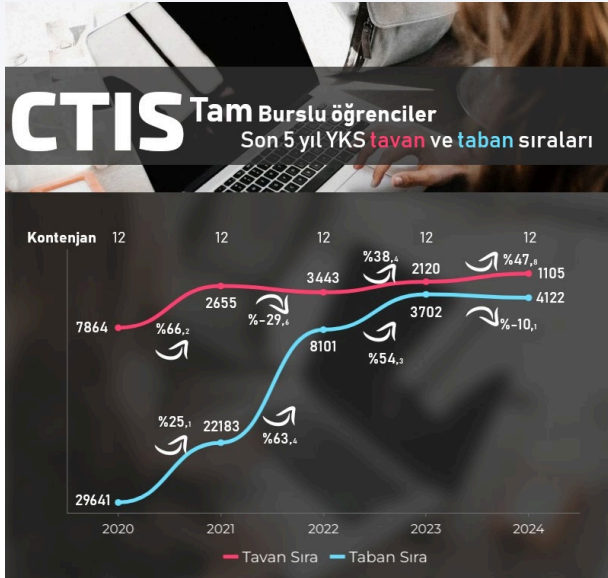 CTIS Tam Burslu öğrenciler
Son 5 yıl YKS tavan ve taban sıraları
Kontenjan 12 12 12 12 12
7864 2655 3443 2120 1105
%66,2 %-29,6 %38,4 %47,8
29641 22183 8101 3702 4122
%25,1 %63,4 %54,3 %-10,1
2020 2021 2022 2023 2024
Tavan Sıra Taban Sıra